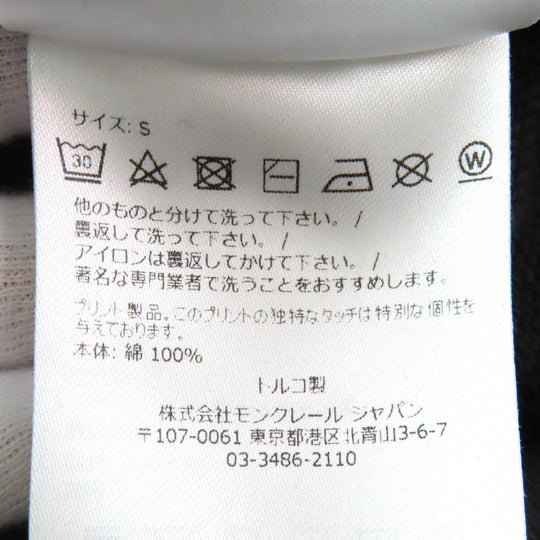 サイズ: S
30
W
他のものと分けて洗って下さい。 /
裏返して洗って下さい。 /
アイロンは裏返してかけて下さい。 /
著名な専門業者で洗うことをおすすめします。
プリント製品。このプリントの独特なタッチは特別な個性を
与えております。
本体: 綿 100%
トルコ製
株式会社モンクレール ジャパン
〒107-0061 東京都港区北青山3-6-7
03-3486-2110